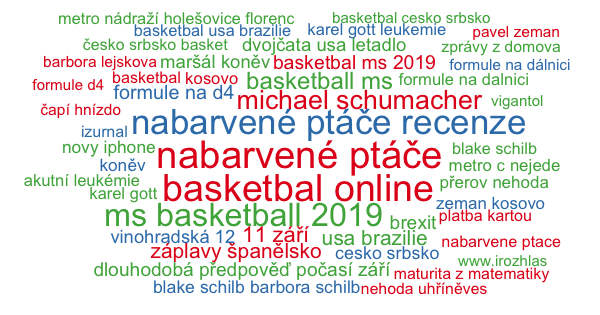 metro nádraží holešovice florenc
basketbal cesko srbsko
basketbal usa brazilie
karel gott leukemie
pavel zeman
česko srbsko basket
dvojčata usa letadlo
zprávy z domova
barbora lejskova
maršál koněv
basketbal ms 2019
formule na dálnici
formule d4
basketbal kosovo
basketball ms
formule na dalnici
formule na d4
michael schumacher
vigantol
čapí hnízdo
izurnal
nabarvené ptáče recenze
novy iphone
nabarvené ptáče
blake schilb
koněv
metro c nejede
akutní leukémie
karel gott
basketbal online
přerov nehoda
zeman kosovo
ms basketball 2019
brexit
platba kartou
vinohradská 12
11 září
usa brazilie
nabarvene ptace
záplavy španělsko
cesko srbsko
www.irozhlas
dlouhodobá předpověď počasí září
maturita z matematiky
blake schilb barbora schilb
nehoda uhříněves